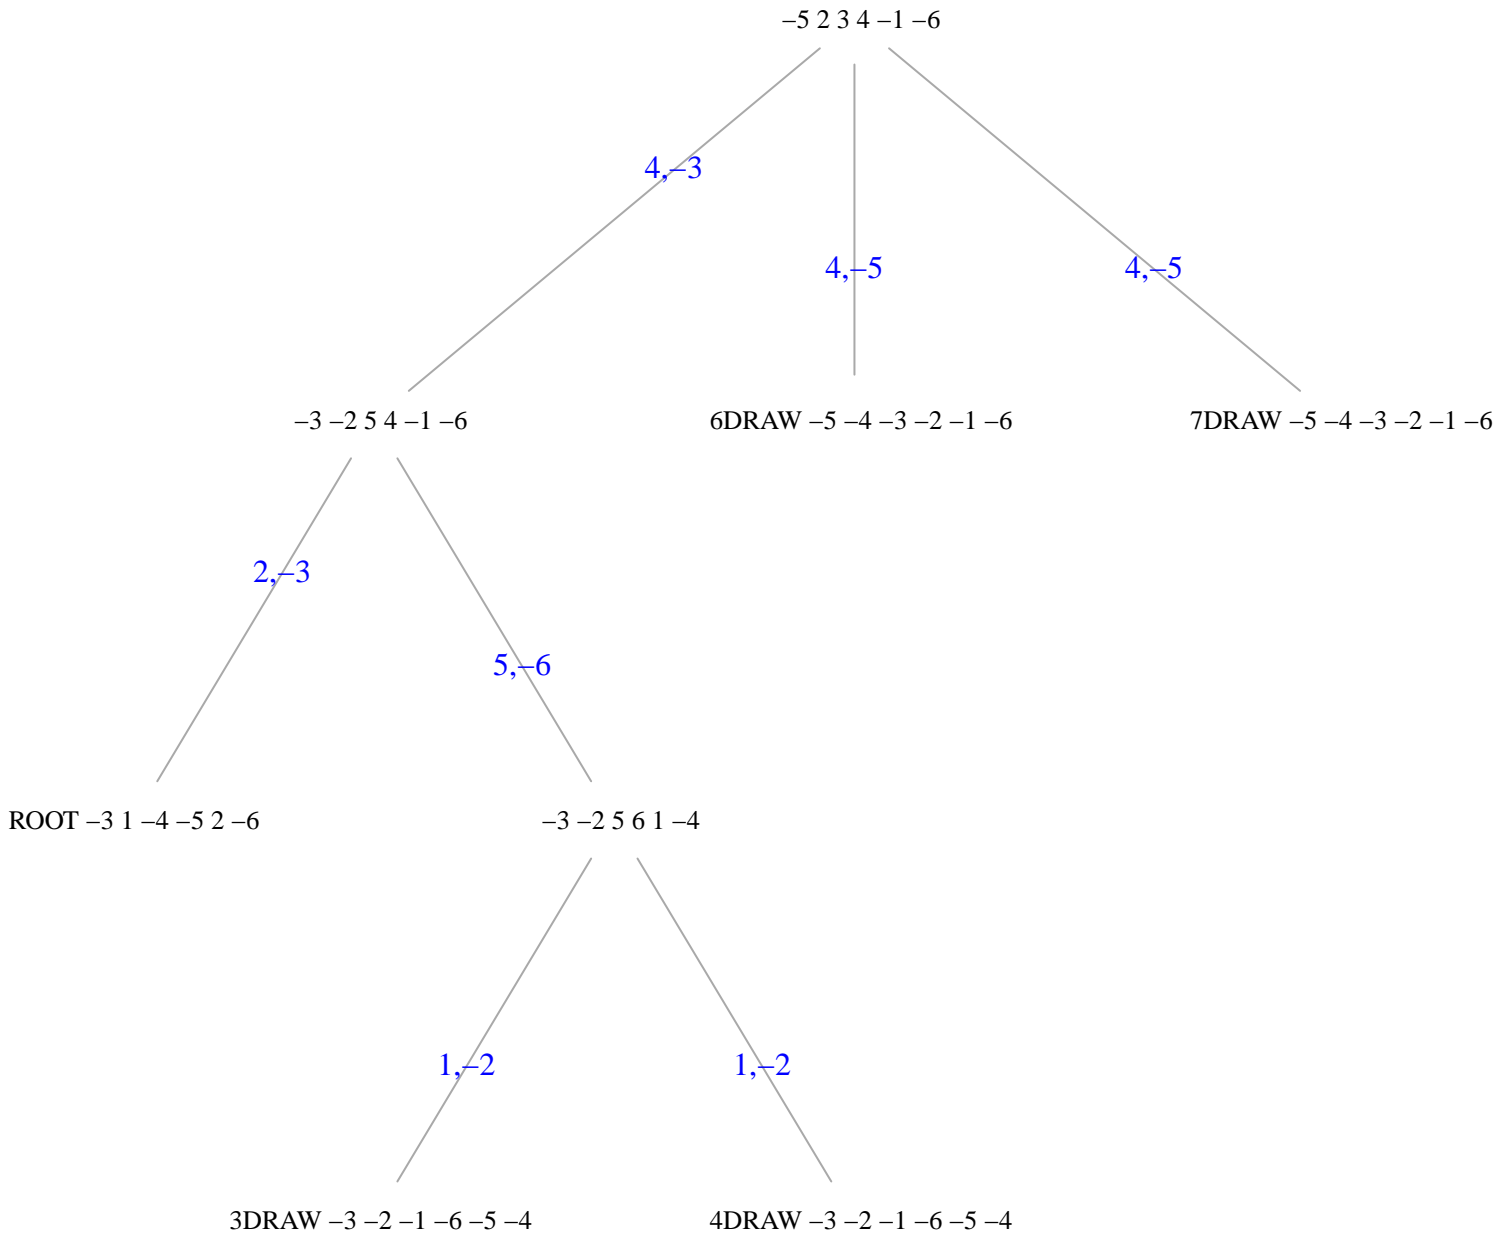 –5 2 3 4 –1 –6
4,–3
4,–5
4,–5
–3 –2 5 4 –1 –6
6DRAW –5 –4 –3 –2 –1 –6
7DRAW –5 –4 –3 –2 –1 –6
2,–3
5,–6
ROOT –3 1 –4 –5 2 –6
–3 –2 5 6 1 –4
1,–2
1,–2
3DRAW –3 –2 –1 –6 –5 –4
4DRAW –3 –2 –1 –6 –5 –4